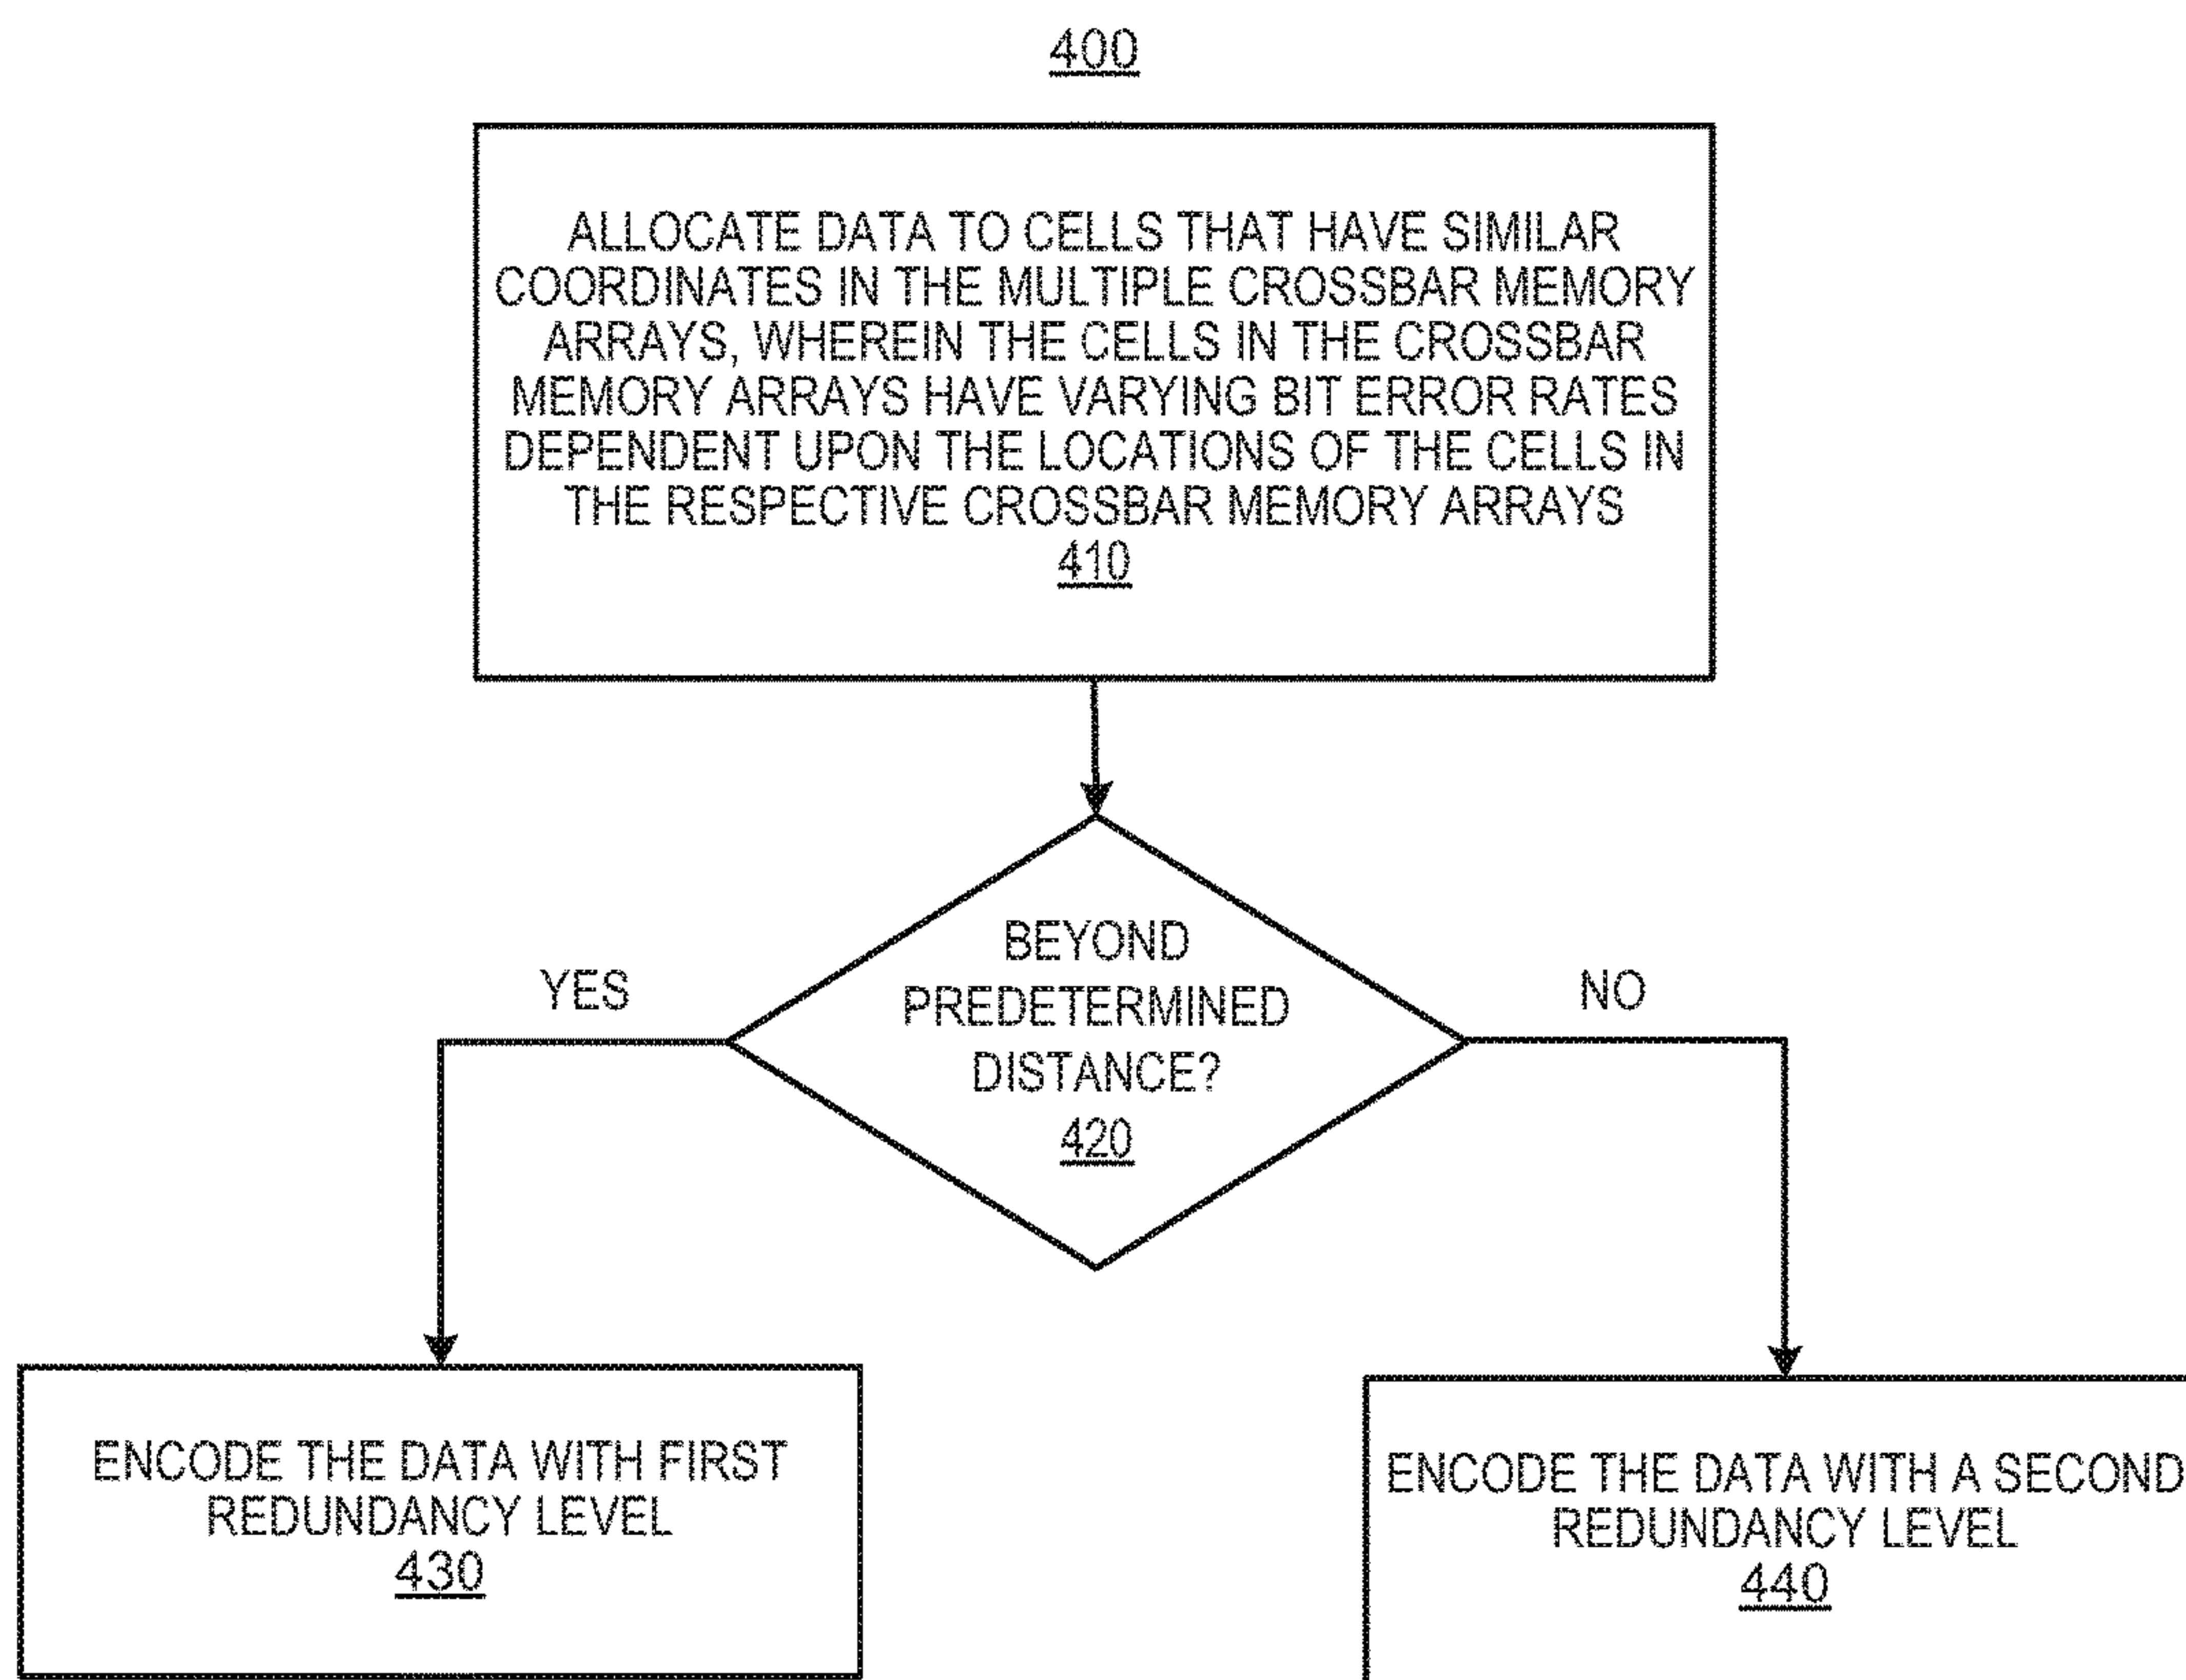 400
ALLOCATE DATA TO CELLS THAT HAVE SIMILAR
COORDINATES IN THE MULTIPLE CROSSBAR MEMORY
ARRAYS, WHEREIN THE CELLS IN THE CROSSBAR
MEMORY ARRAYS HAVE VARYING BIT ERROR RATES
DEPENDENT UPON THE LOCATIONS OF THE CELLS IN
THE RESPECTIVE CROSSBAR MEMORY ARRAYS
410
BEYOND
PREDETERMINED
DISTANCE?
420
YES
NO
ENCODE THE DATA WITH FIRST
REDUNDANCY LEVEL
430
ENCODE THE DATA WITH A SECOND
REDUNDANCY LEVEL
440